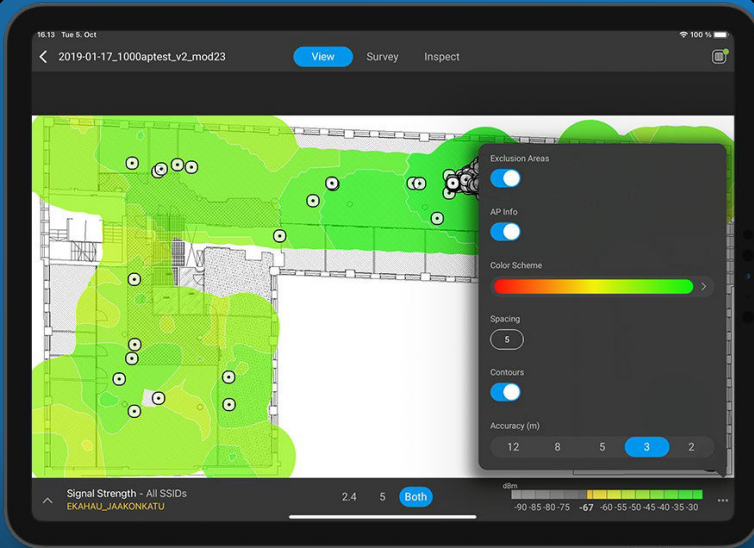 16.13 Tue 5. Oct
100 %
2019-01-17_1000aptest_v2_mod23
View
Survey
Inspect
Exclusion Areas
AP Info
Color Scheme
Spacing
5
Contours
Accuracy (m)
12 8 5 3 2
Signal Strength - All SSIDs
EKAHAU_JAAKONKATU
2.4 5 Both
dBm
-90 -85 -80 -75 -67 -60 -55 -50 -45 -40 -35 -30